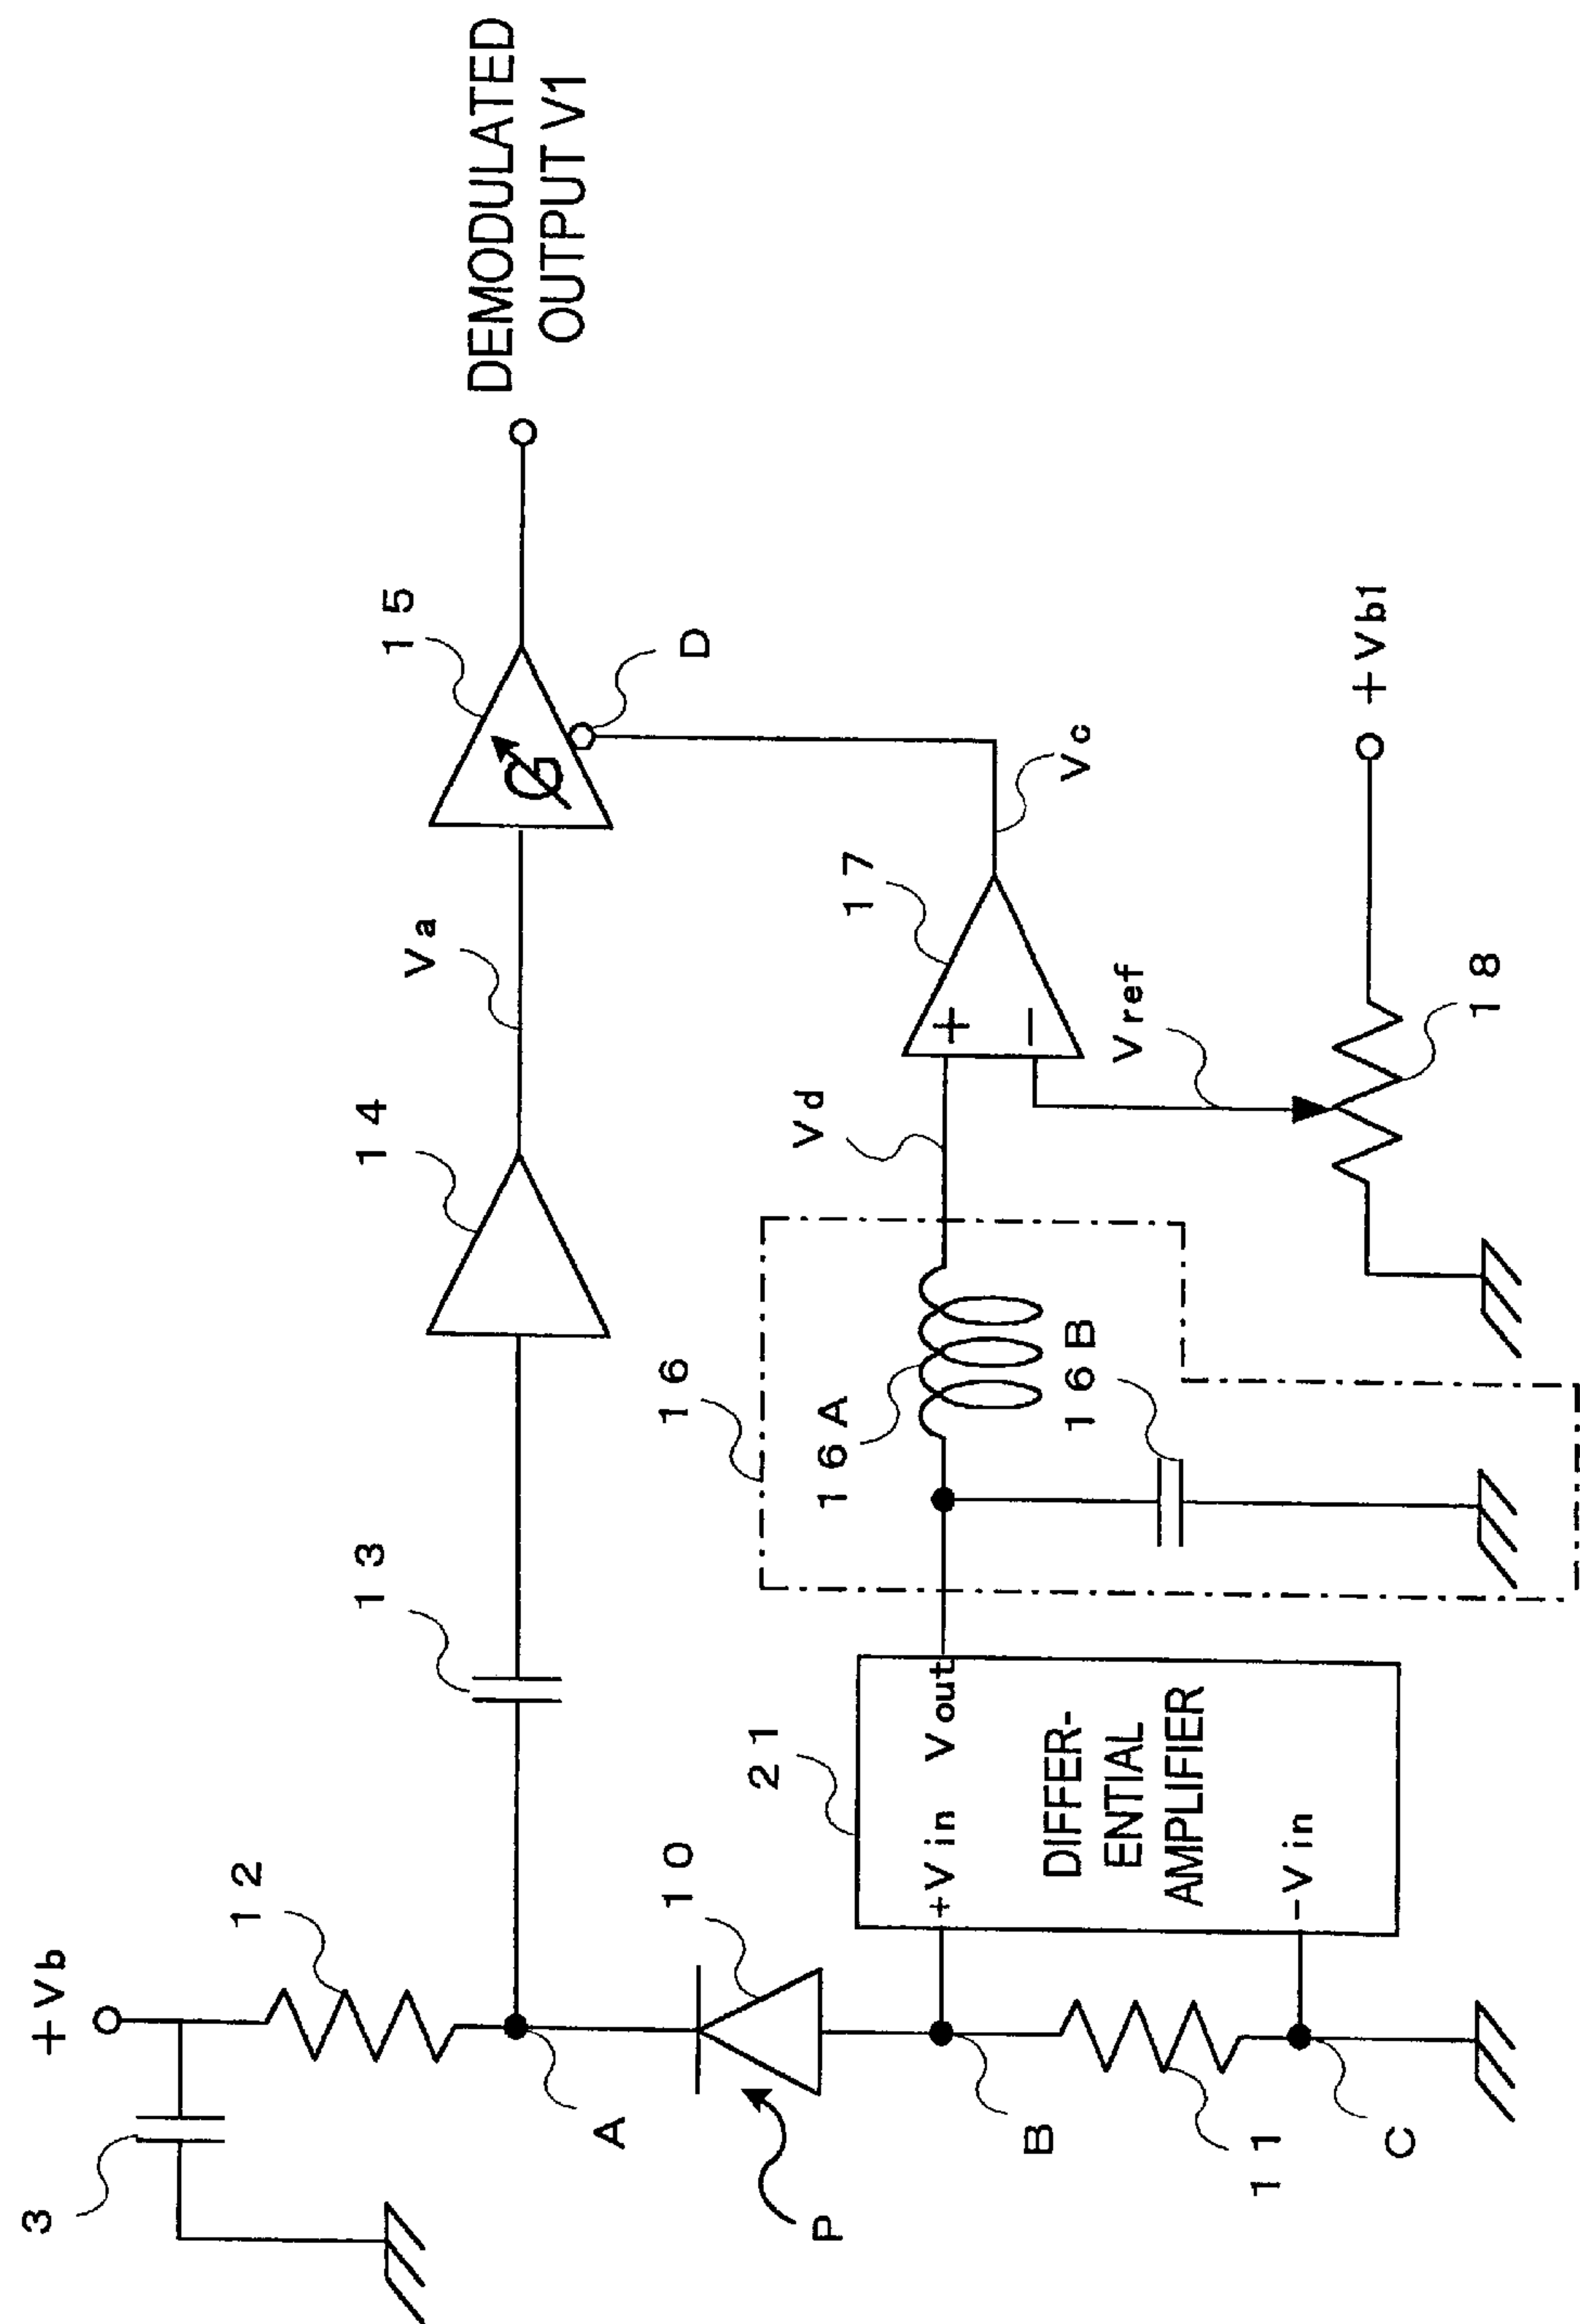 +Vb
3
12
A
13
14
Va
15
DEMODULATED
OUTPUT V1
G
D
P
10
B
11
C
21
+Vin
Vout
DIFFER-
ENTIAL
AMPLIFIER
-Vin
16
16A
16B
Vd
17
+
−
Vc
Vref
18
+Vb1